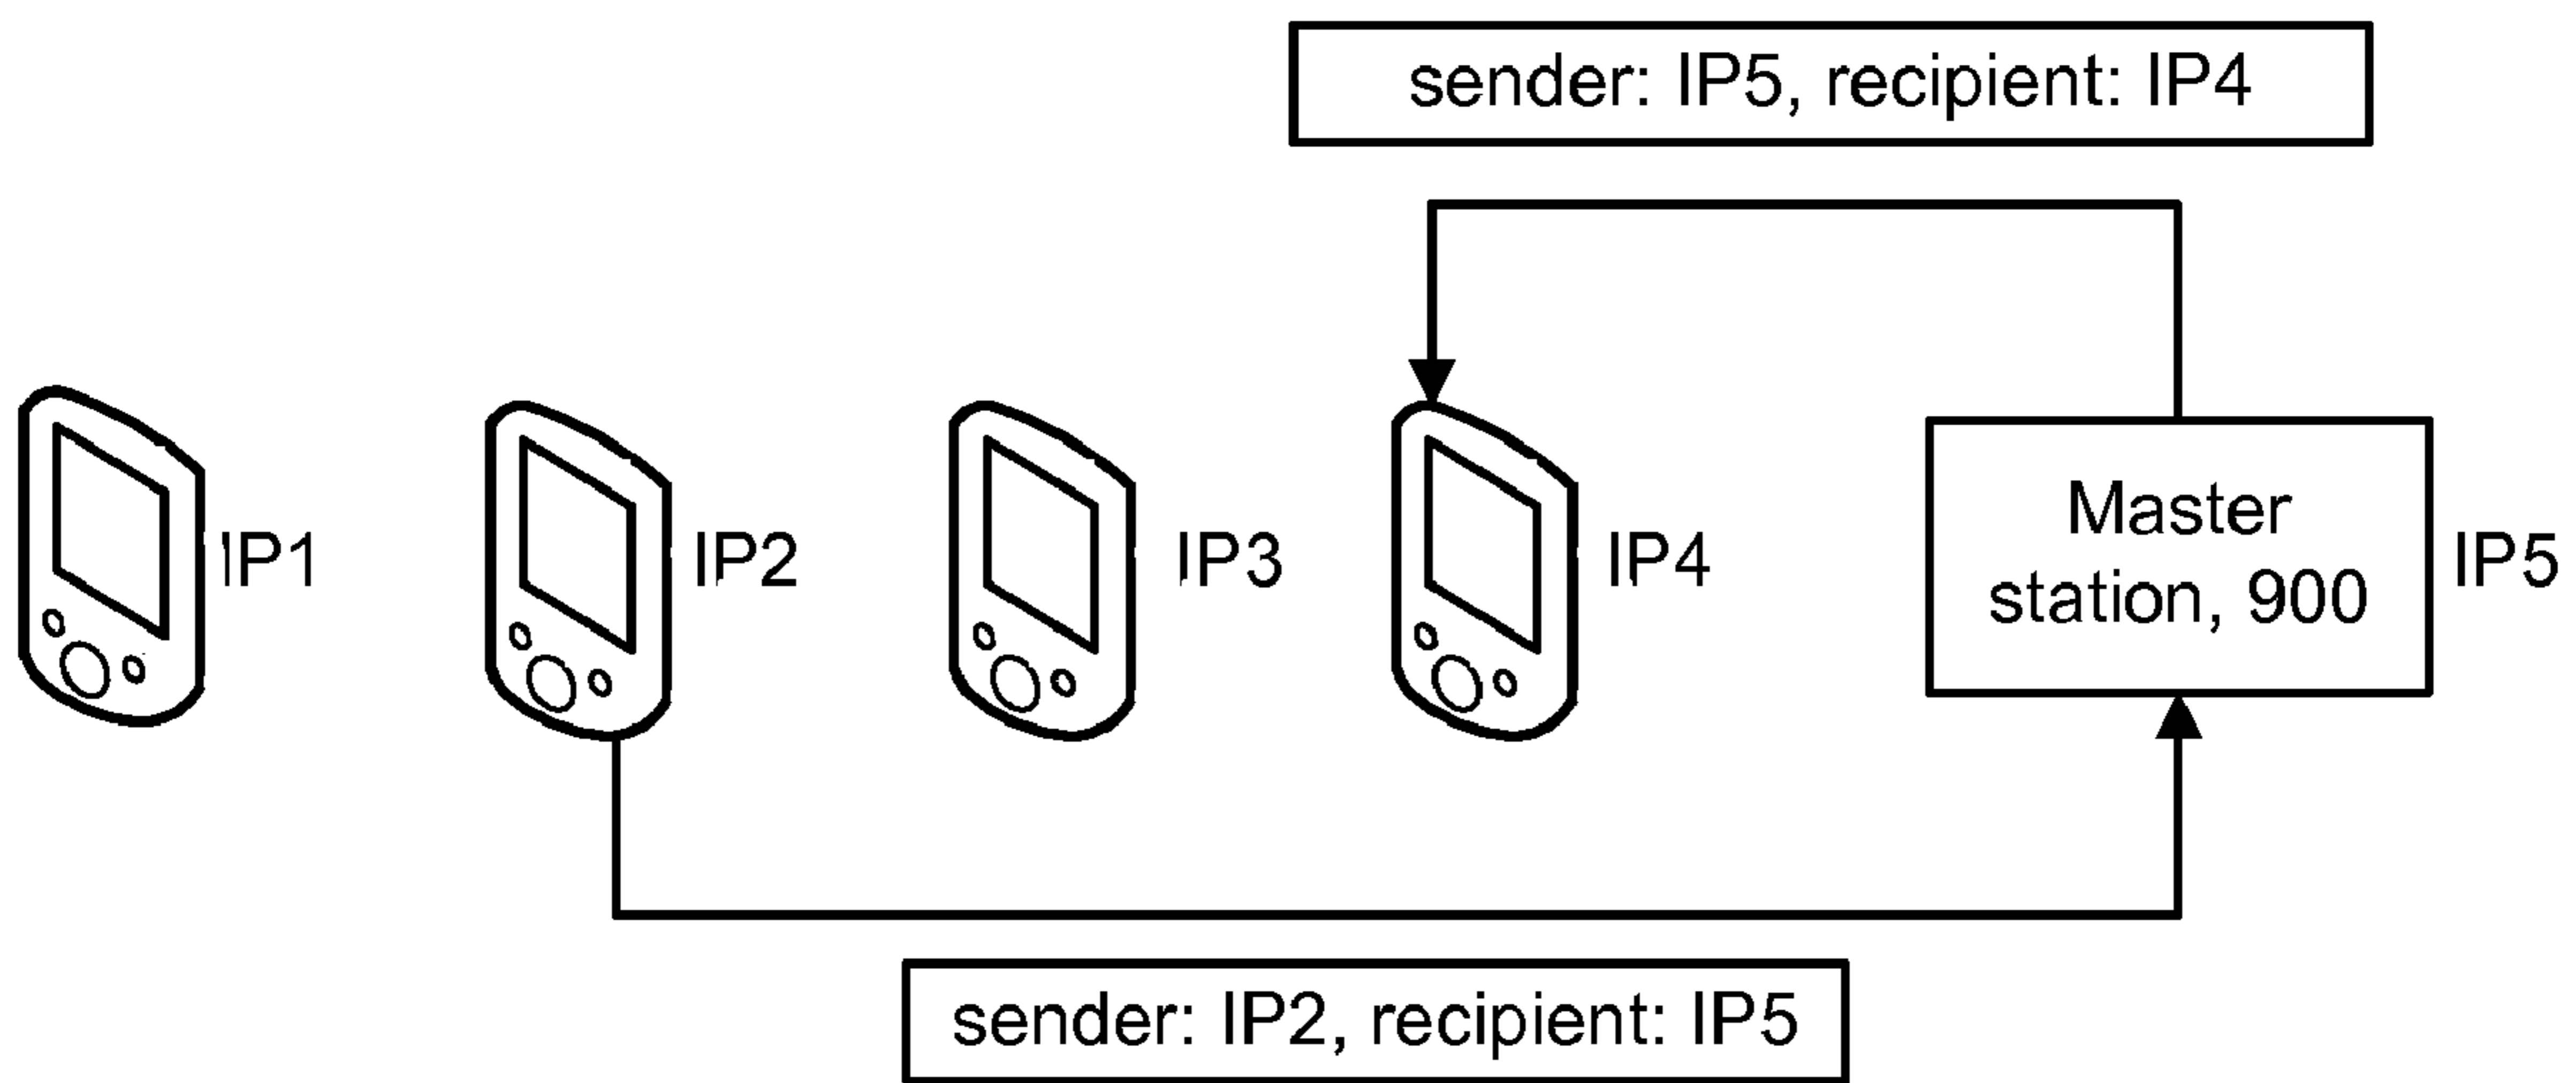 sender: IP5, recipient: IP4
IP1
IP2
IP3
IP4
Master
station, 900
IP5
sender: IP2, recipient: IP5